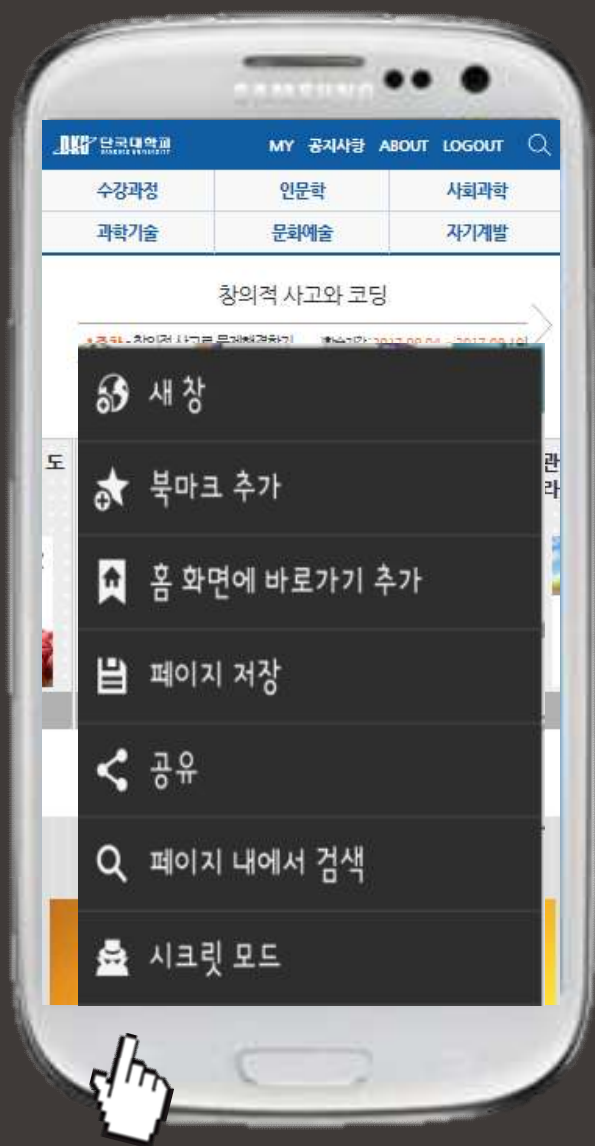 SAMSUNG
DKU 단국대학교
MY 공지사항 ABOUT LOGOUT
수강과정 인문학 사회과학
과학기술 문화예술 자기계발
창의적 사고와 코딩
도
관
라
새 창
북마크 추가
홈 화면에 바로가기 추가
페이지 저장
공유
페이지 내에서 검색
시크릿 모드